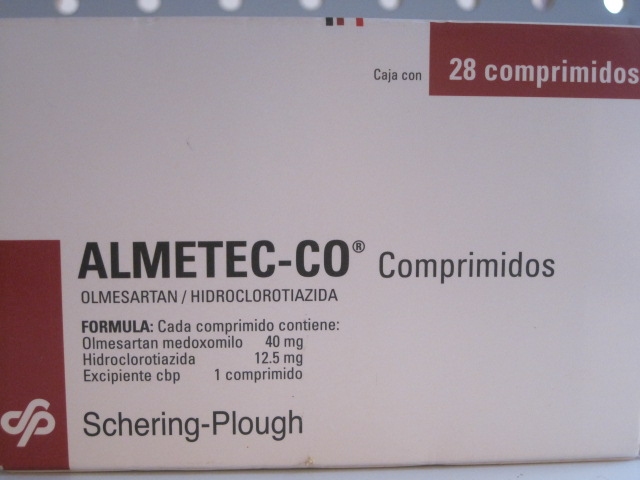 Caja con 28 comprimidos
ALMETEC-CO® Comprimidos
OLMESARTAN / HIDROCLOROTIAZIDA
FORMULA: Cada comprimido contiene:
Olmesartan medoxomilo 40 mg
Hidroclorotiazida 12.5 mg
Excipiente cbp 1 comprimido
Schering-Plough